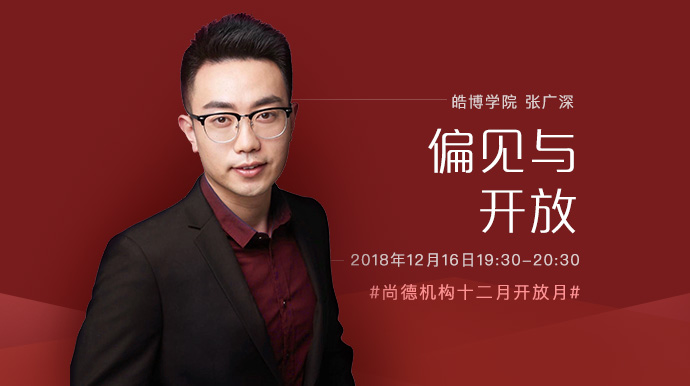 皓博学院 张广深
偏见与
开放
2018年12月16日19:30-20:30
#尚德机构十二月开放月#